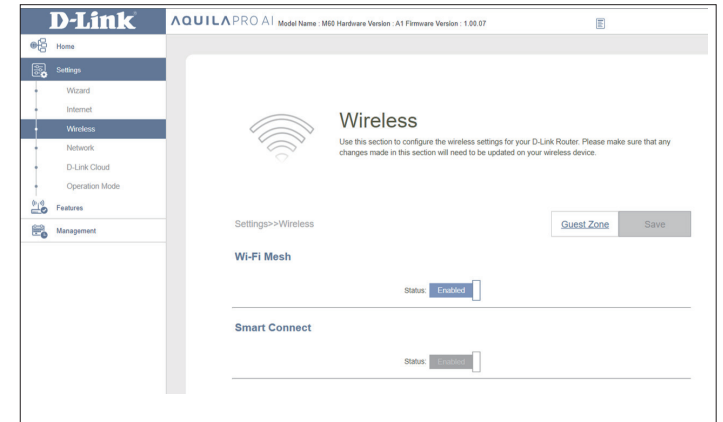 D-Link
AQUILA PRO AI Model Name : M60 Hardware Version : A1 Firmware Version : 1.00.07
Home
Settings
Wizard
Internet
Wireless
Network
D-Link Cloud
Operation Mode
Features
Management
Wireless
Use this section to configure the wireless settings for your D-Link Router. Please make sure that any
changes made in this section will need to be updated on your wireless device.
Settings>>Wireless
Guest Zone
Save
Wi-Fi Mesh
Status: Enabled
Smart Connect
Status: Enabled